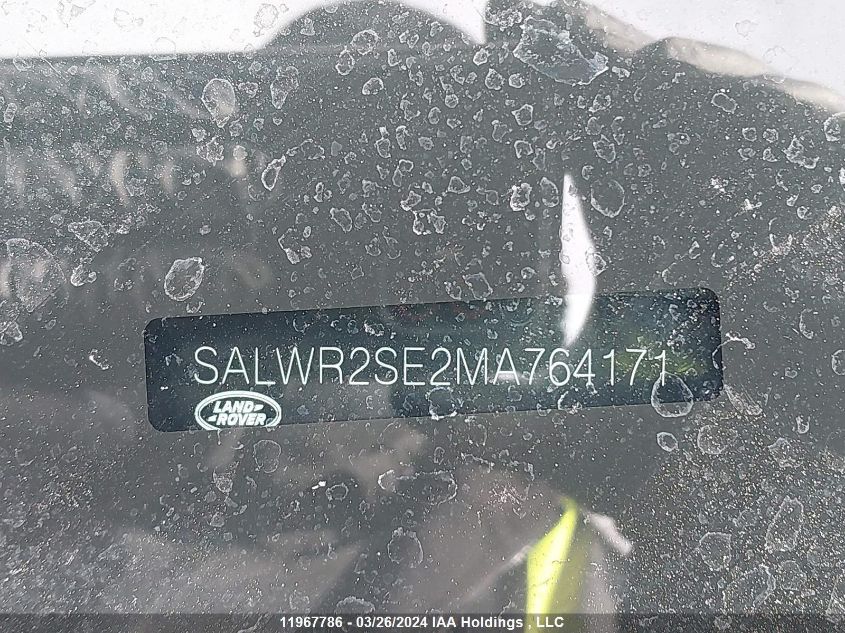 SALWR2SE2MA764171
LAND
ROVER
11967786 - 03/26/2024 IAA Holdings , LLC